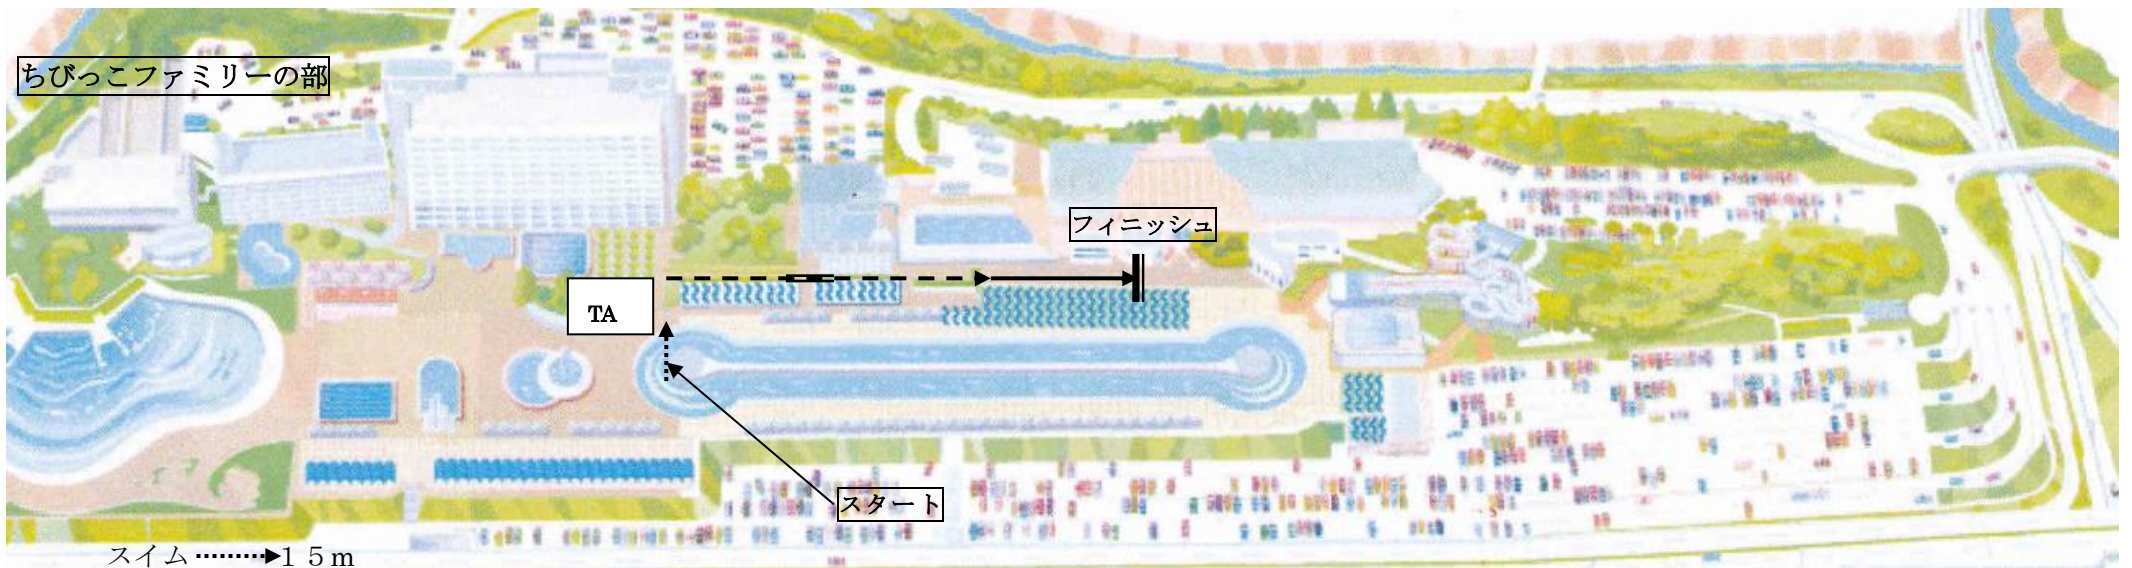 ちびっこファミリーの部
フィニッシュ
TA
スタート
スイム 15m